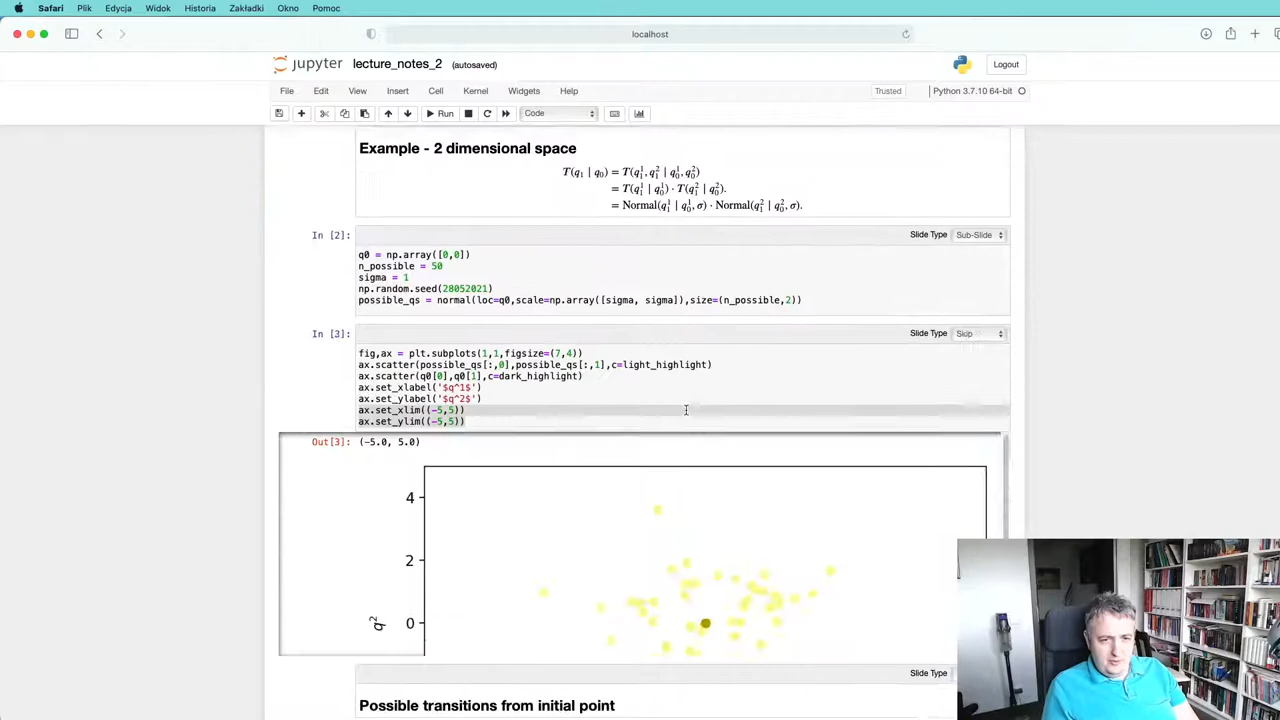 Safari Plik Edycja Widok Historia Zakładki Okno Pomoc
localhost
jupyter lecture_notes_2 (autosaved) Logout
File Edit View Insert Cell Kernel Widgets Help Trusted Python 3.7.10 64-bit
Run Code
Example - 2 dimensional space
T(q₁ | q₀) = T(q₁¹, q₁² | q₀¹, q₀²)
= T(q₁¹ | q₀¹) · T(q₁² | q₀²).
= Normal(q₁¹ | q₀¹, σ) · Normal(q₁² | q₀², σ).
In [2]: Slide Type Sub-Slide
q0 = np.array([0,0])
n_possible = 50
sigma = 1
np.random.seed(28052021)
possible_qs = normal(loc=q0,scale=np.array([sigma, sigma]),size=(n_possible,2))
In [3]: Slide Type Skip
fig,ax = plt.subplots(1,1,figsize=(7,4))
ax.scatter(possible_qs[:,0],possible_qs[:,1],c=light_highlight)
ax.scatter(q0[0],q0[1],c=dark_highlight)
ax.set_xlabel('$q^1$')
ax.set_ylabel('$q^2$')
ax.set_xlim((-5,5))
ax.set_ylim((-5,5))
Out[3]: (-5.0, 5.0)
4
2
0
q²
Slide Type
Possible transitions from initial point